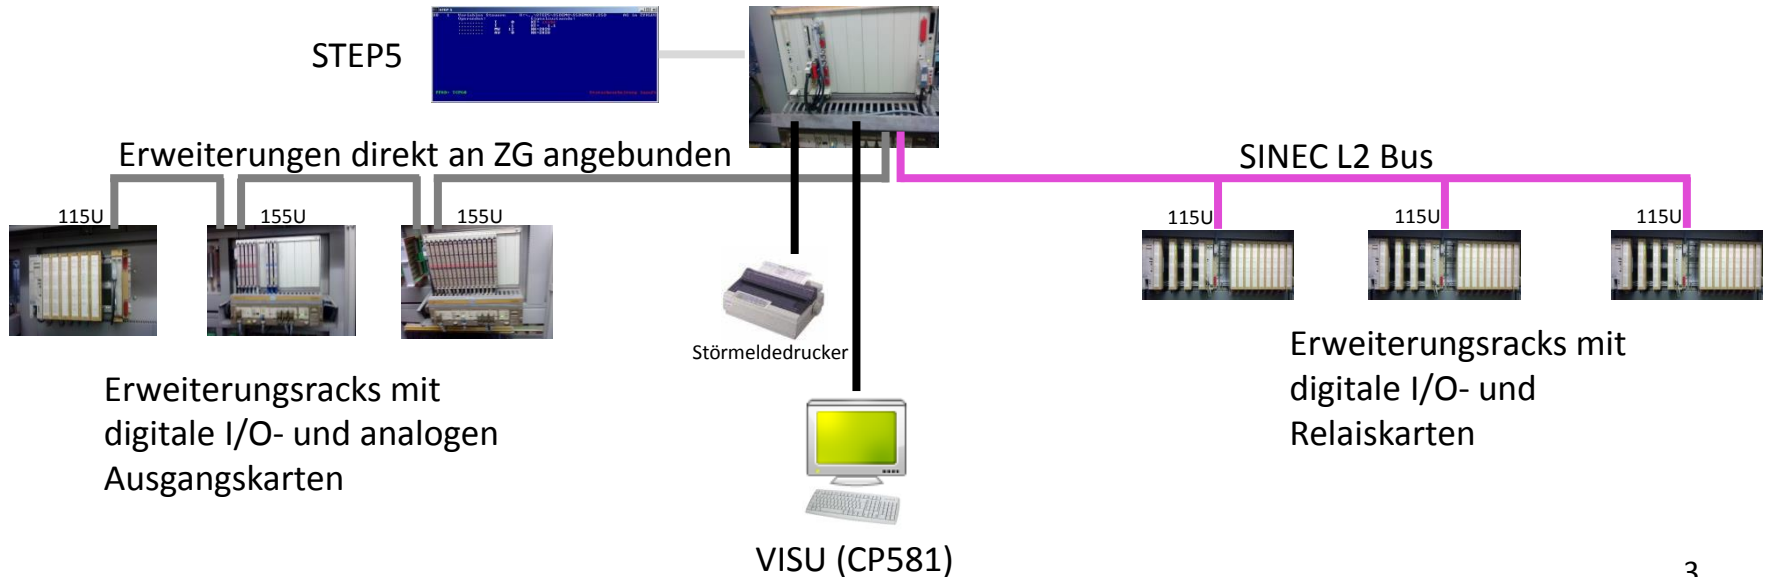 STEP5
Erweiterungen direkt an ZG angebunden
SINEC L2 Bus
115U
155U
155U
115U
115U
115U
Störmeldedrucker
Erweiterungsracks mit
digitale I/O- und analogen
Ausgangskarten
Erweiterungsracks mit
digitale I/O- und
Relaiskarten
VISU (CP581)
3